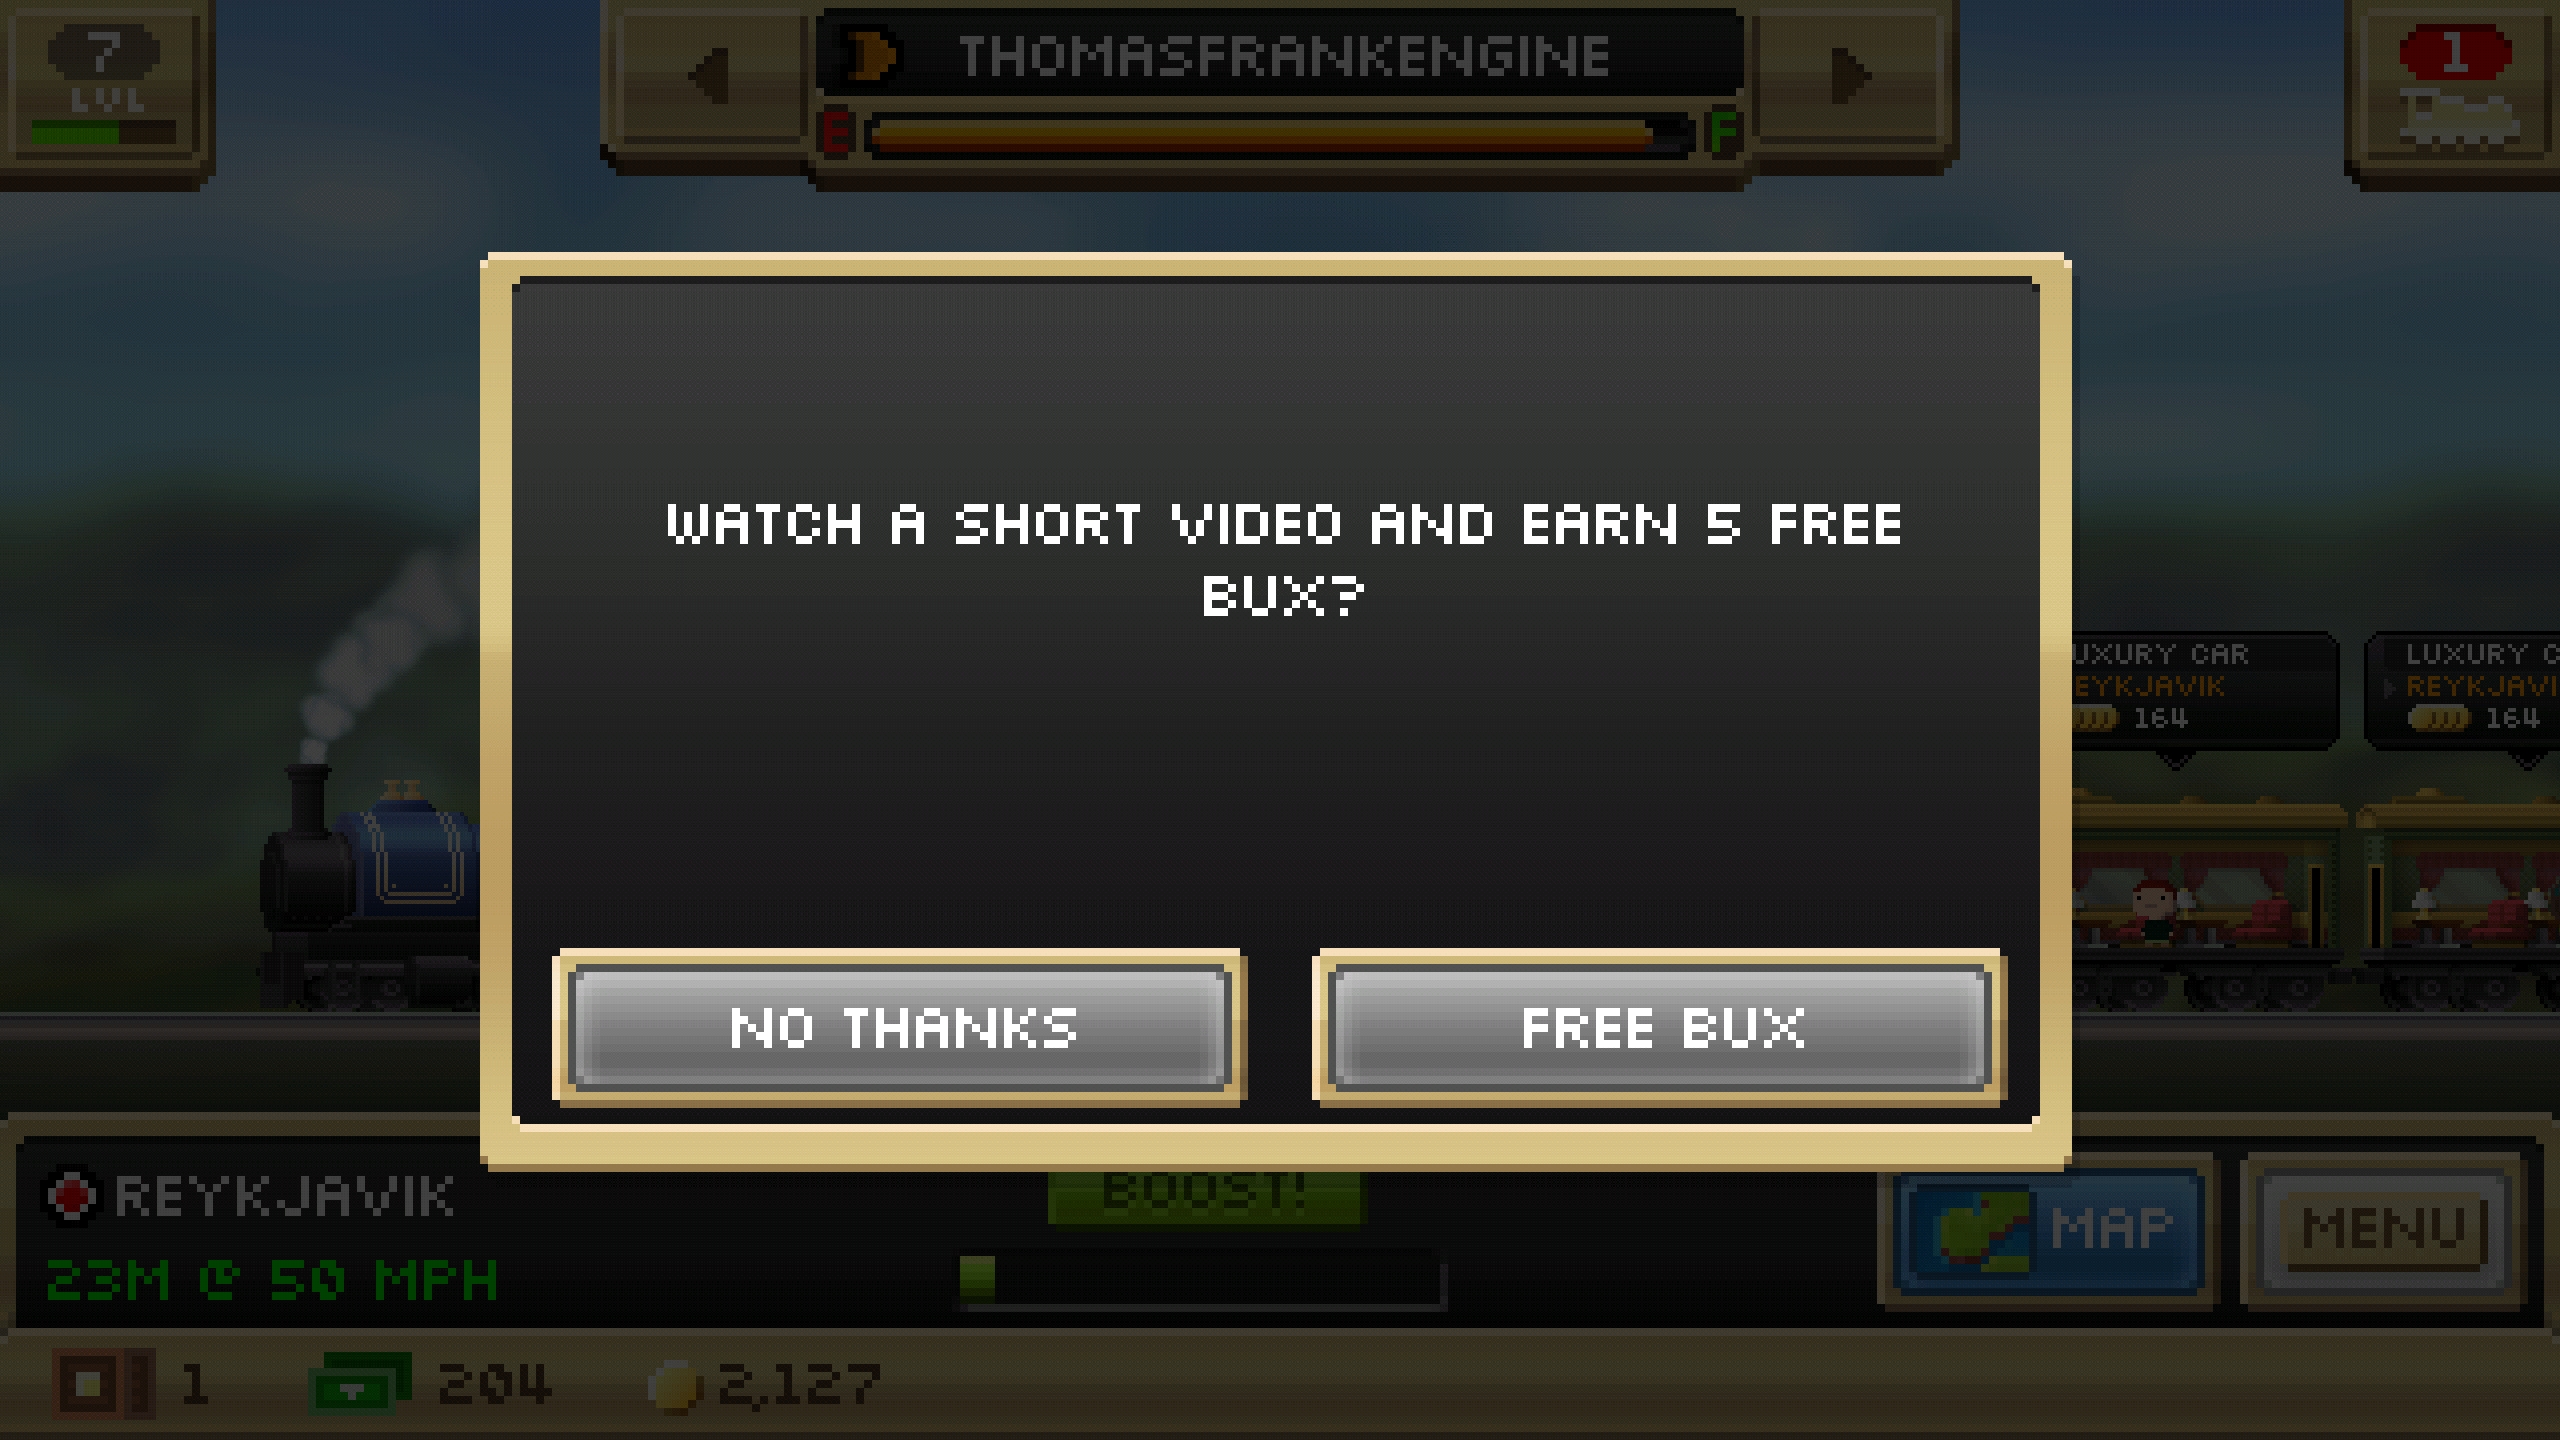 7
LVL
THOMASFRANKENGINE
E F
1
WATCH A SHORT VIDEO AND EARN 5 FREE
BUX?
UXURY CAR
EYKJAVIK
164
LUXURY C
REYKJAVI
164
NO THANKS
FREE BUX
REYKJAVIK
23M @ 50 MPH
BOOST!
MAP
MENU
1
204
2,127